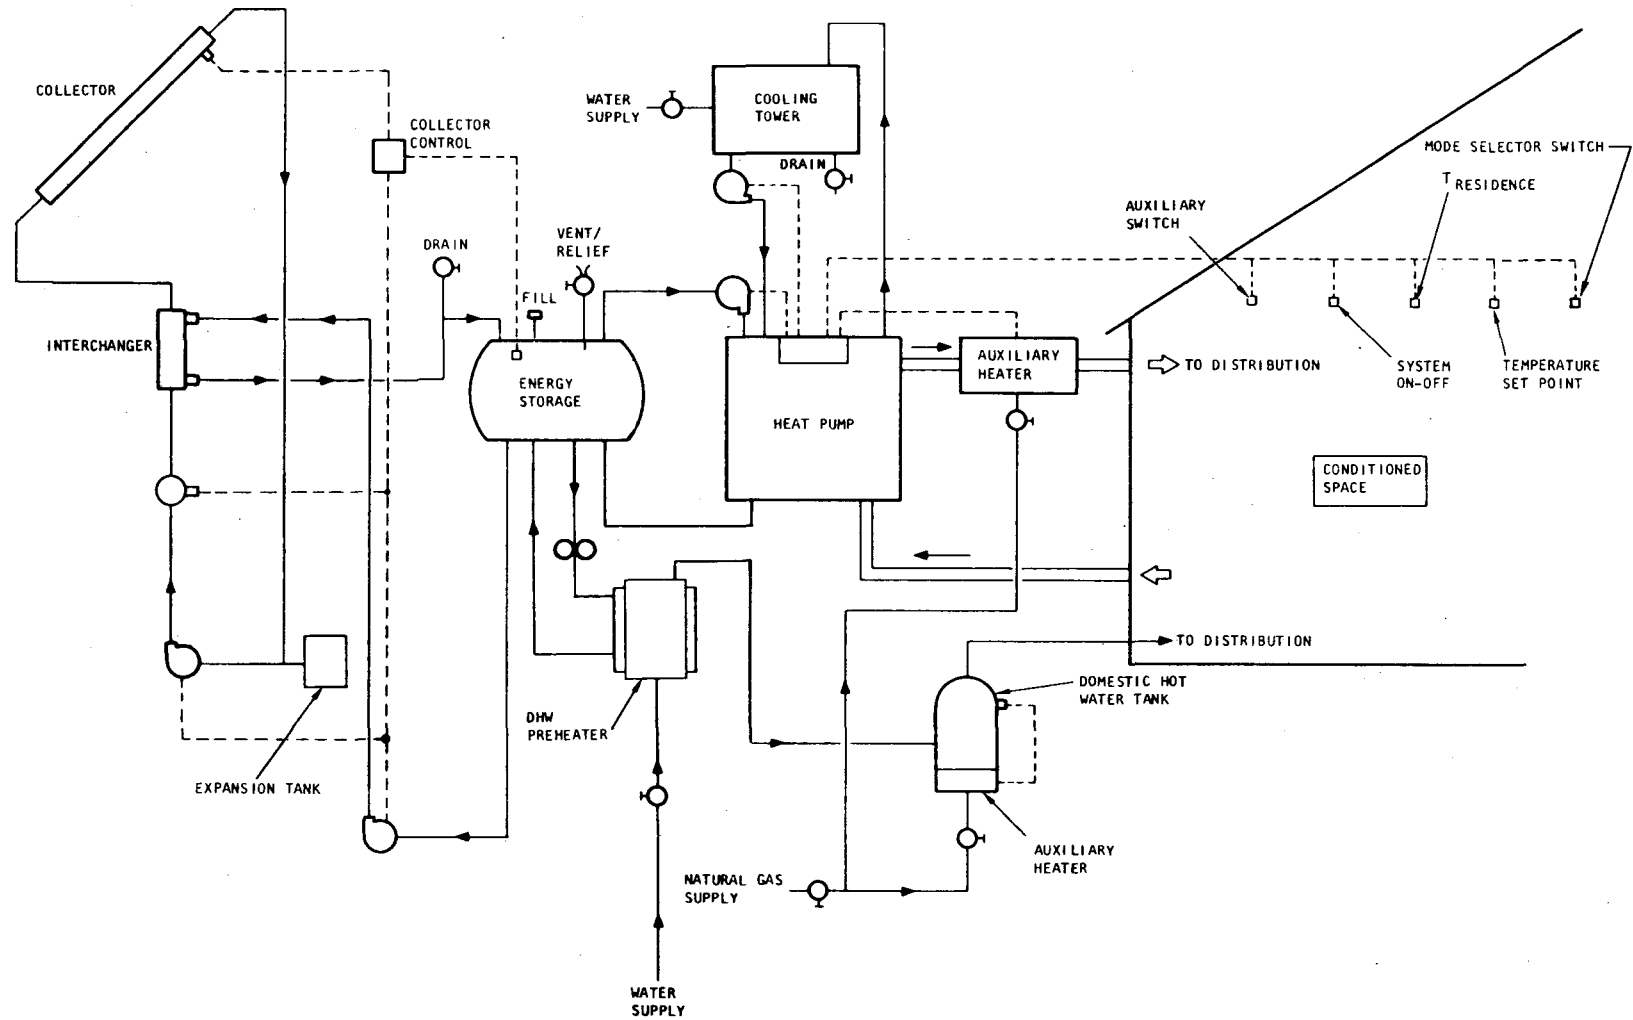 COLLECTOR
COLLECTOR
CONTROL
WATER
SUPPLY
COOLING
TOWER
DRAIN
MODE SELECTOR SWITCH
T RESIDENCE
AUXILIARY
SWITCH
DRAIN
VENT/
RELIEF
FILL
INTERCHANGER
ENERGY
STORAGE
HEAT PUMP
AUXILIARY
HEATER
TO DISTRIBUTION
SYSTEM
ON-OFF
TEMPERATURE
SET POINT
CONDITIONED
SPACE
TO DISTRIBUTION
DOMESTIC HOT
WATER TANK
DHW
PREHEATER
EXPANSION TANK
AUXILIARY
HEATER
NATURAL GAS
SUPPLY
WATER
SUPPLY